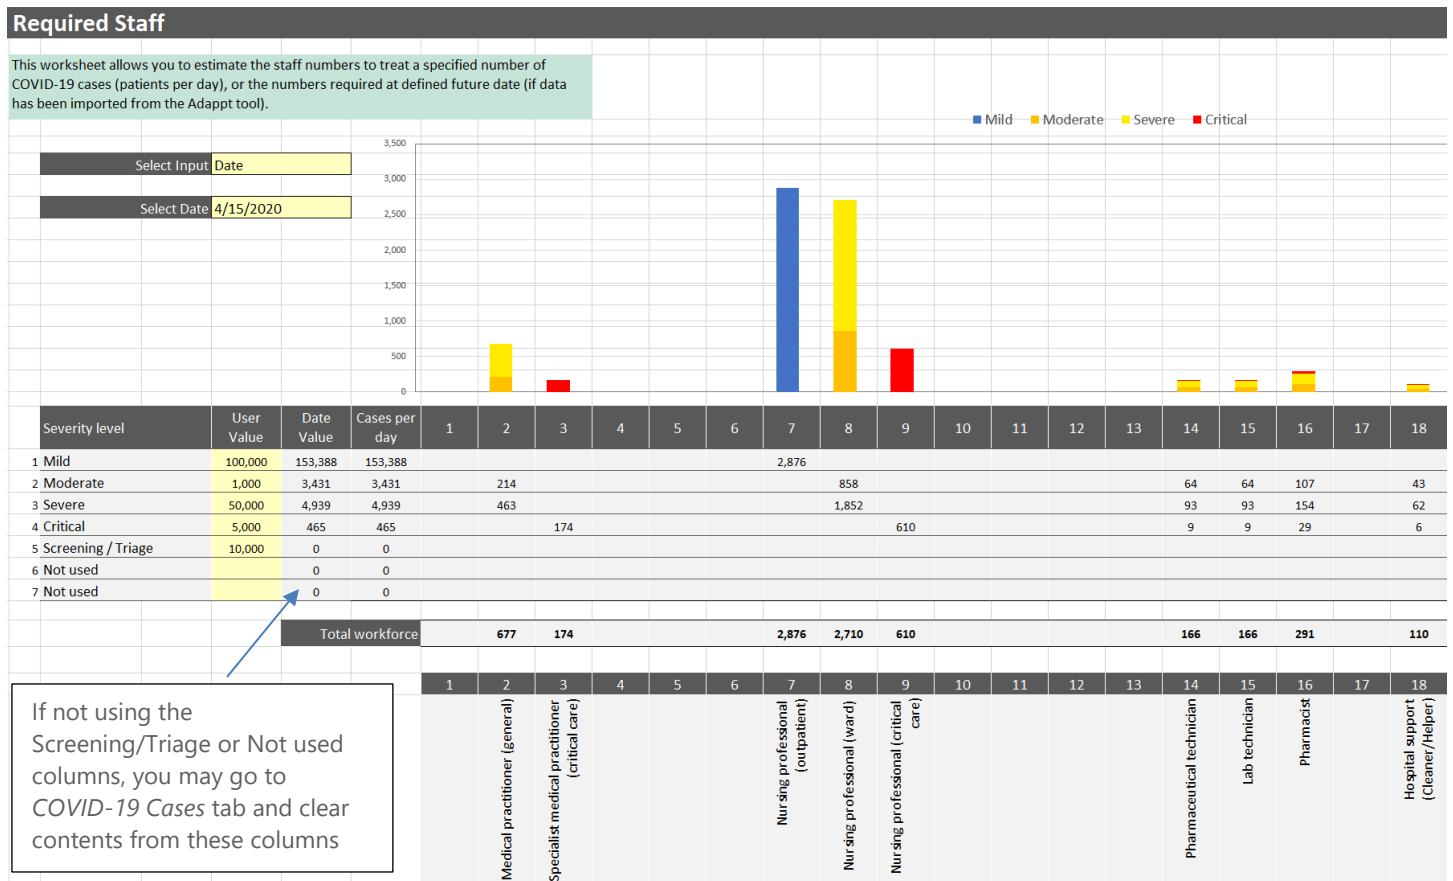 Required Staff
This worksheet allows you to estimate the staff numbers to treat a specified number of
COVID-19 cases (patients per day), or the numbers required at defined future date (if data
has been imported from the Adappt tool).
Mild Moderate Severe Critical
Select Input Date
Select Date 4/15/2020
3,500
3,000
2,500
2,000
1,500
1,000
500
0
Severity level User Value Date Value Cases per day 1 2 3 4 5 6 7 8 9 10 11 12 13 14 15 16 17 18
1 Mild 100,000 153,388 153,388 2,876
2 Moderate 1,000 3,431 3,431 214 858 64 64 107 43
3 Severe 50,000 4,939 4,939 463 1,852 93 93 154 62
4 Critical 5,000 465 465 174 610 9 9 29 6
5 Screening / Triage 10,000 0 0
6 Not used 0 0
7 Not used 0 0
Total workforce 677 174 2,876 2,710 610 166 166 291 110
1 2 3 4 5 6 7 8 9 10 11 12 13 14 15 16 17 18
Medical practitioner (general)
Specialist medical practitioner
(critical care)
Nursing professional
(outpatient)
Nursing professional (ward)
Nursing professional (critical
care)
Pharmaceutical technician
Lab technician
Pharmacist
Hospital support
(Cleaner/Helper)
If not using the
Screening/Triage or Not used
columns, you may go to
COVID-19 Cases tab and clear
contents from these columns